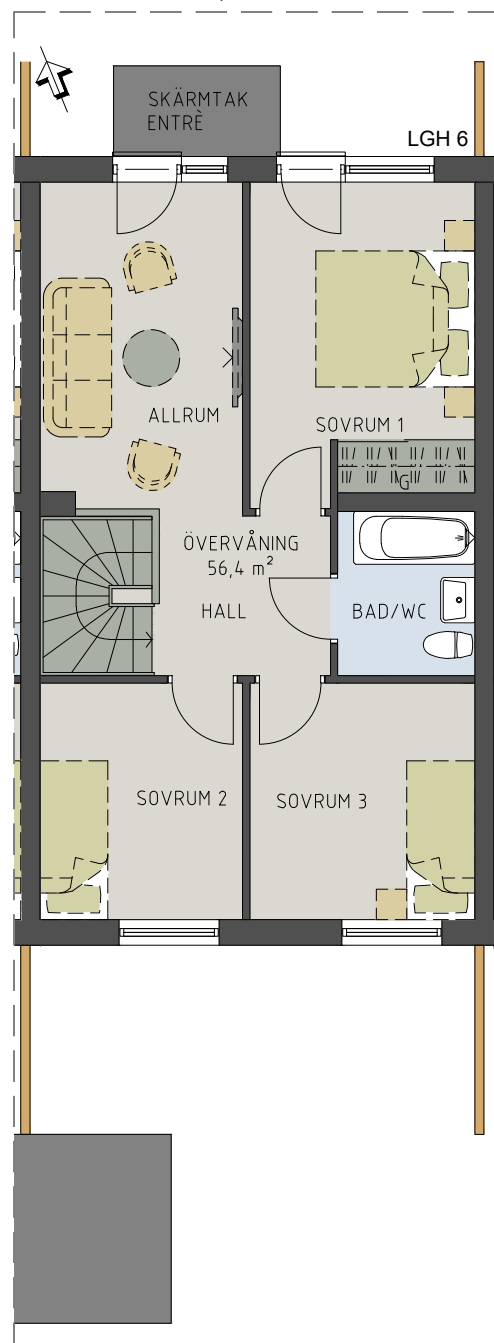 SKÄRMTAK
ENTRÈ
LGH 6
ALLRUM
SOVRUM 1
G
ÖVERVÅNING
56,4 m²
HALL
BAD/WC
SOVRUM 2
SOVRUM 3